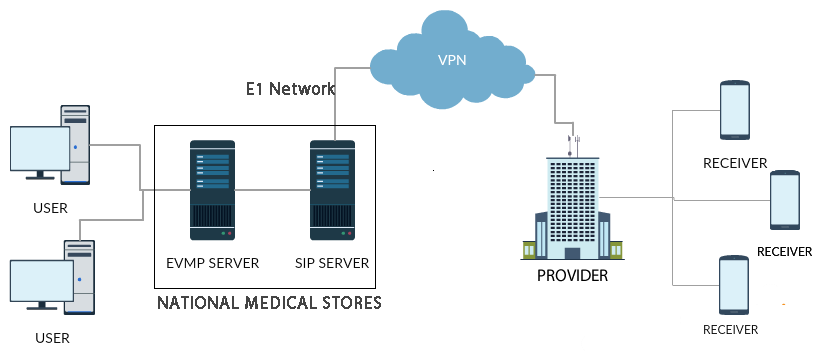 VPN
E1 Network
RECEIVER
USER
RECEIVER
EVMP SERVER
SIP SERVER
PROVIDER
NATIONAL MEDICAL STORES
RECEIVER
USER